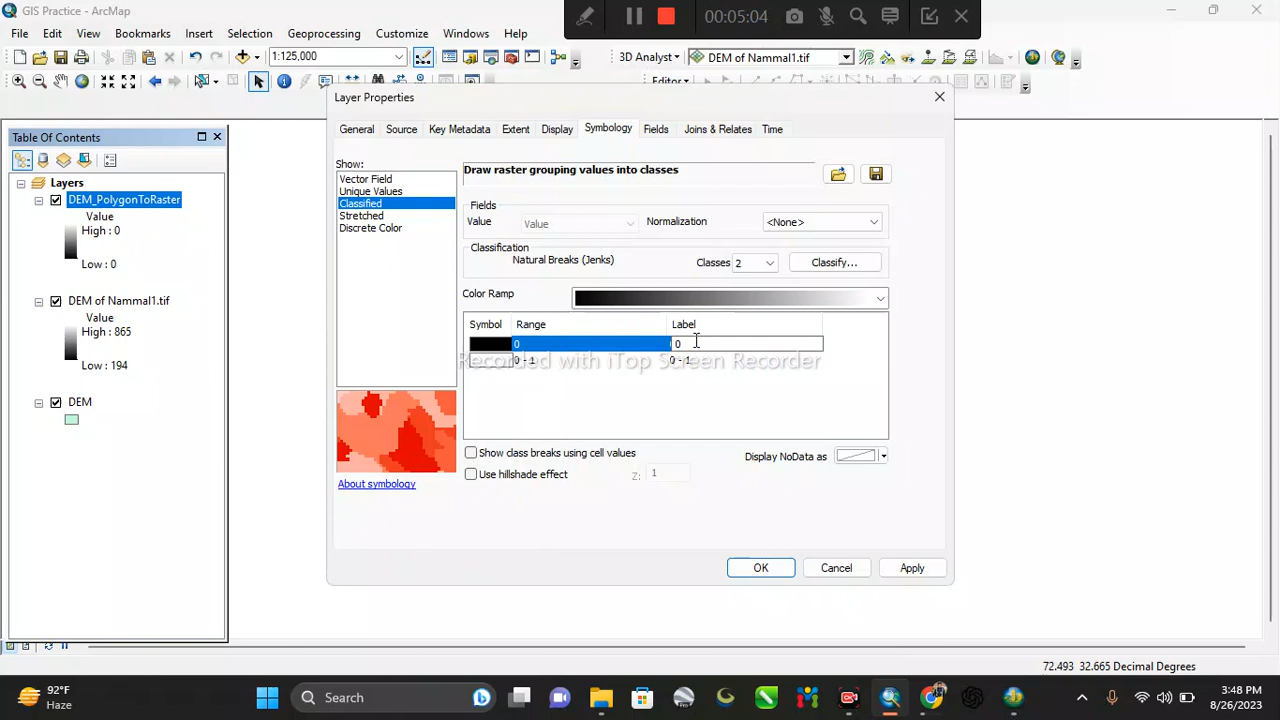 GIS Practice - ArcMap
00:05:04
File Edit View Bookmarks Insert Selection Geoprocessing Customize Windows Help
1:125,000
3D Analyst
DEM of Nammal1.tif
Editor
Layer Properties
General Source Key Metadata Extent Display Symbology Fields Joins & Relates Time
Table Of Contents
Layers
DEM_PolygonToRaster
Value
High : 0
Low : 0
DEM of Nammal1.tif
Value
High : 865
Low : 194
DEM
Show:
Vector Field
Unique Values
Classified
Stretched
Discrete Color
About symbology
Draw raster grouping values into classes
Fields
Value Value Normalization <None>
Classification
Natural Breaks (Jenks) Classes 2 Classify...
Color Ramp
Symbol Range Label
0 0
0 - 1 0 - 1
Recorded with iTop Screen Recorder
Show class breaks using cell values
Display NoData as
Use hillshade effect Z: 1
OK Cancel Apply
72.493 32.665 Decimal Degrees
92°F
Haze
Search
3:48 PM
8/26/2023